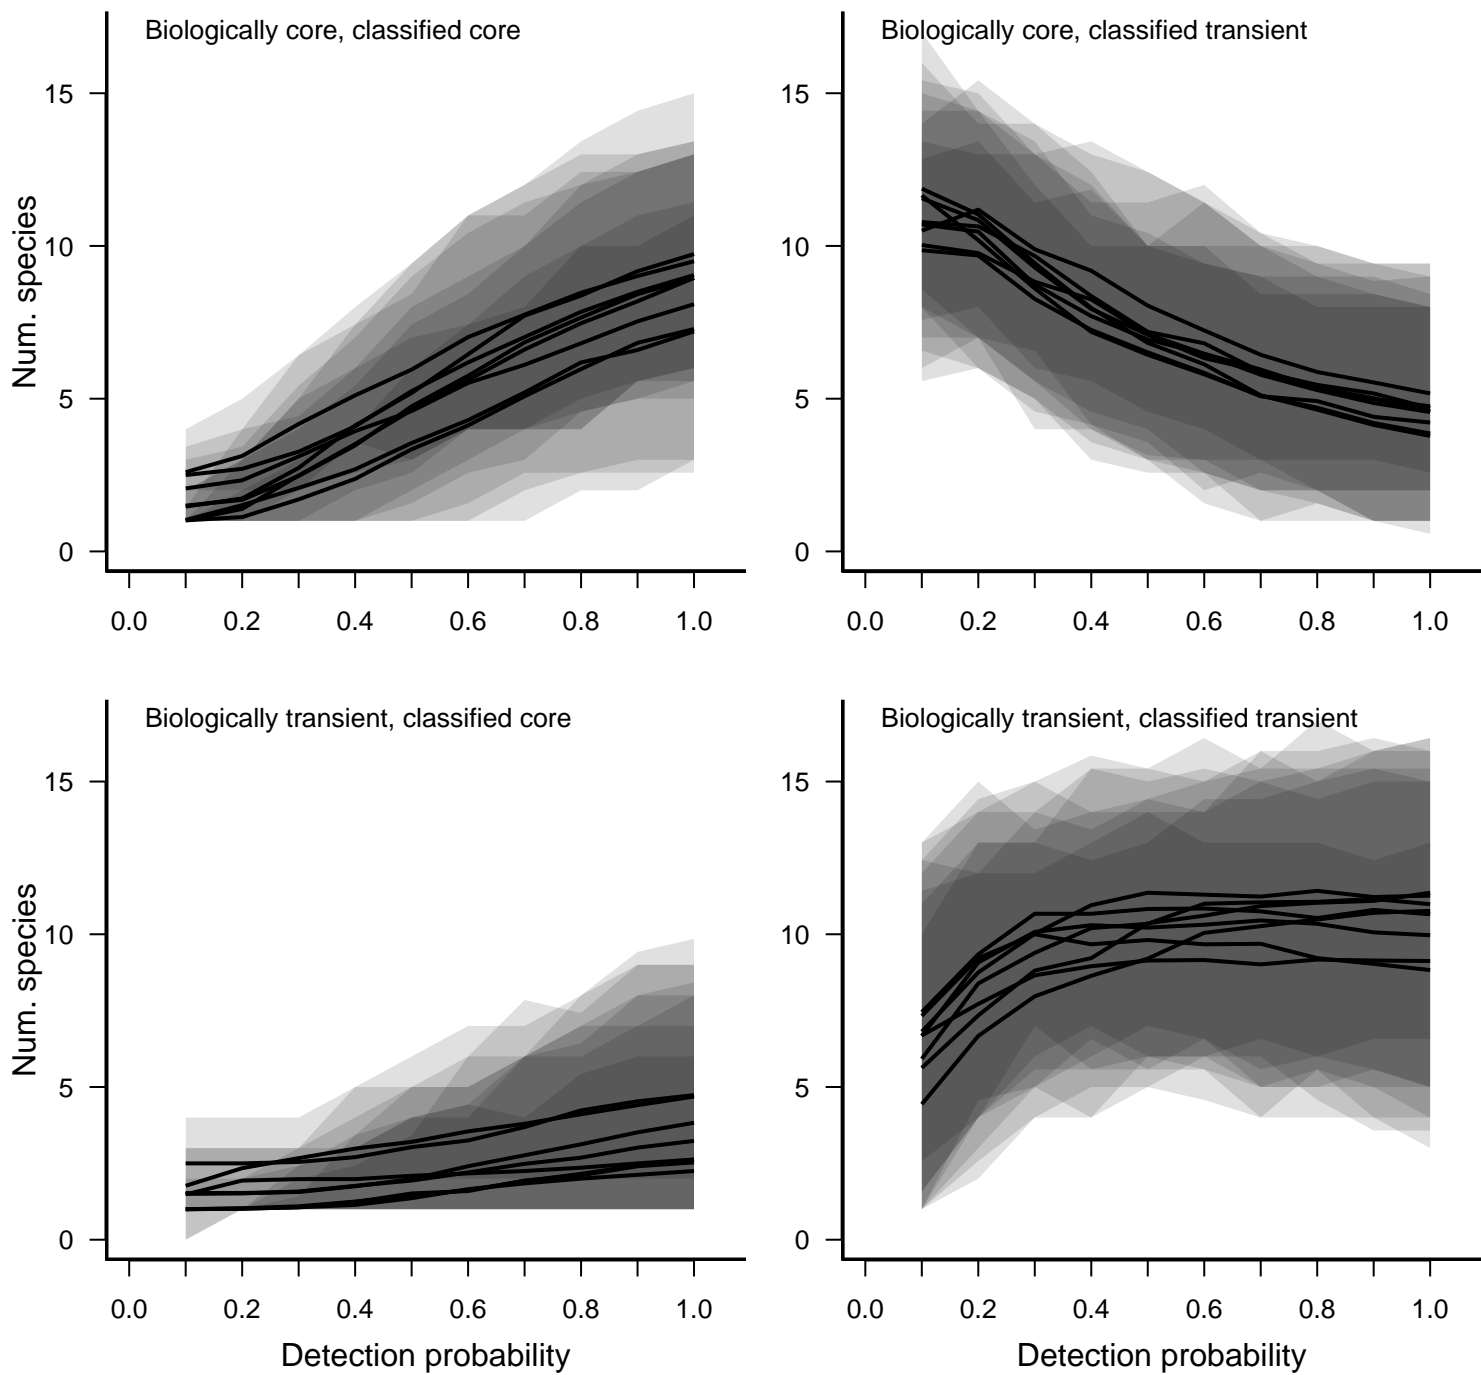 Biologically core, classified core
Num. species
15
10
5
0
0.0 0.2 0.4 0.6 0.8 1.0
Biologically core, classified transient
15
10
5
0
0.0 0.2 0.4 0.6 0.8 1.0
Biologically transient, classified core
Num. species
15
10
5
0
0.0 0.2 0.4 0.6 0.8 1.0
Detection probability
Biologically transient, classified transient
15
10
5
0
0.0 0.2 0.4 0.6 0.8 1.0
Detection probability